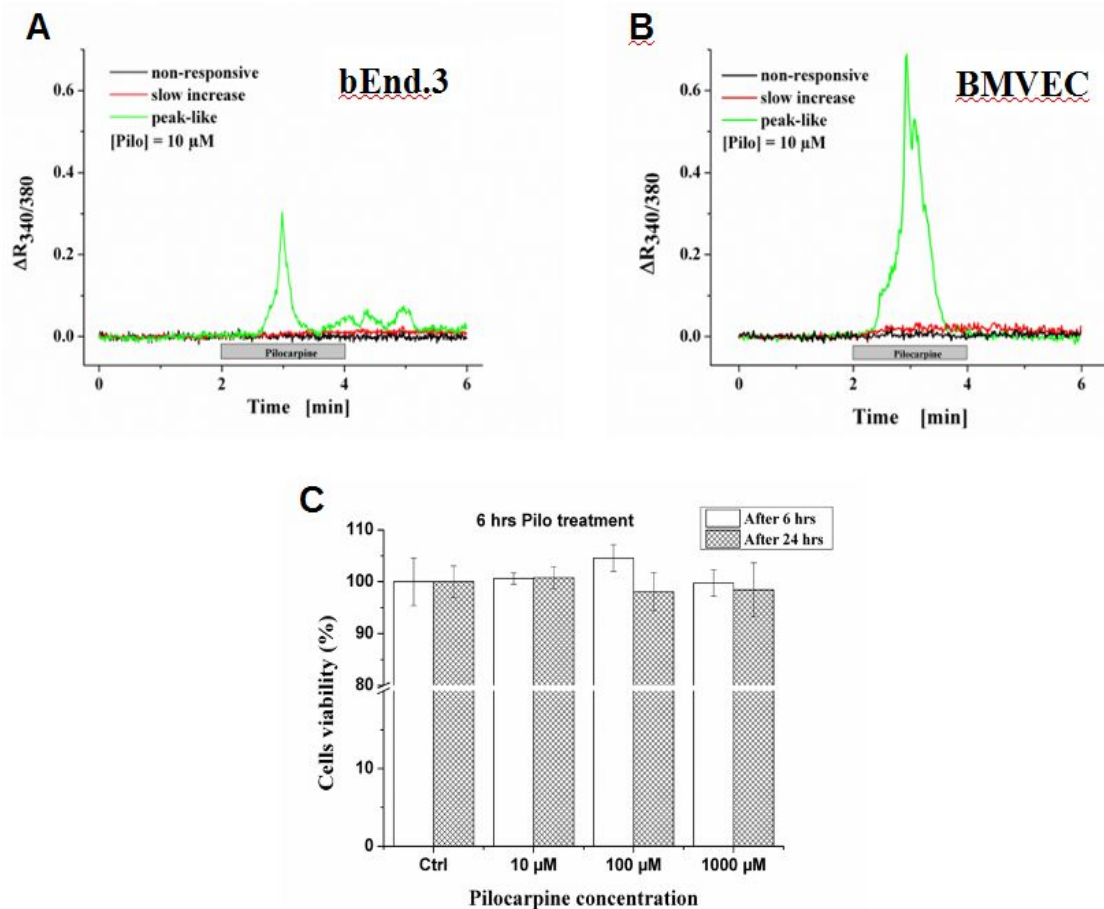 A
bEnd.3
non-responsive
slow increase
peak-like
[Pilo] = 10 µM
ΔR340/380
0.6
0.4
0.2
0.0
Pilocarpine
0
2
4
6
Time [min]
B
BMVEC
non-responsive
slow increase
peak-like
[Pilo] = 10 µM
ΔR340/380
0.6
0.4
0.2
0.0
Pilocarpine
0
2
4
6
Time [min]
C
6 hrs Pilo treatment
After 6 hrs
After 24 hrs
Cells viability (%)
110
100
90
80
10
0
Ctrl
10 µM
100 µM
1000 µM
Pilocarpine concentration